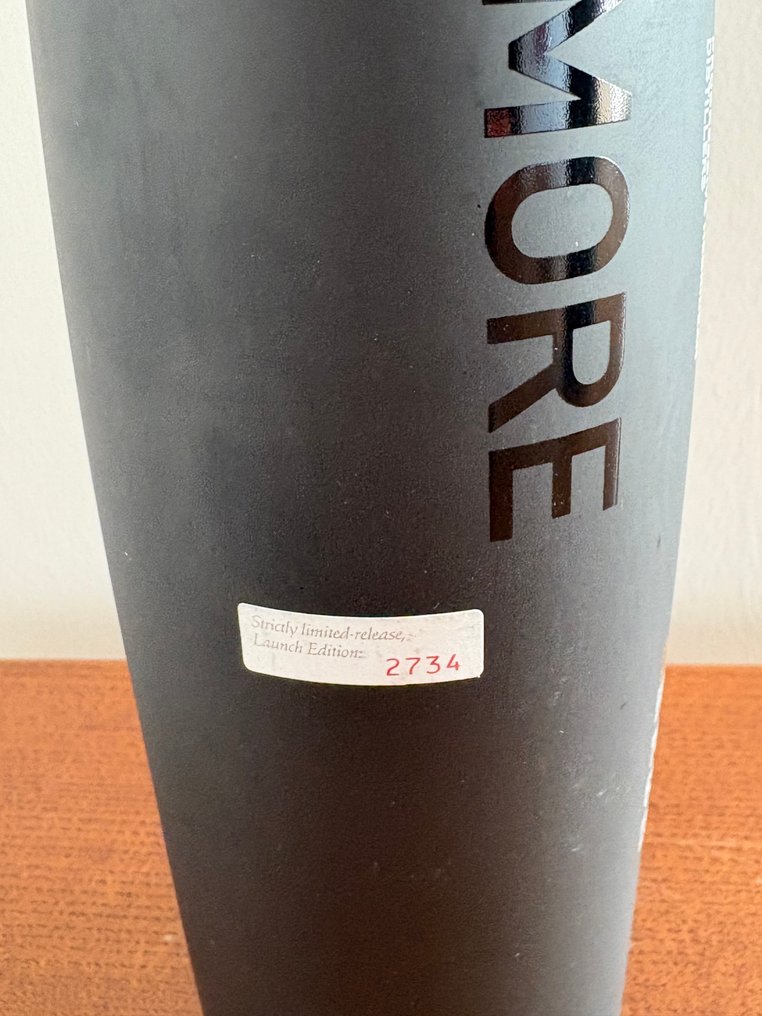 MORE
Strictly limited-release,
Launch Edition:
2734